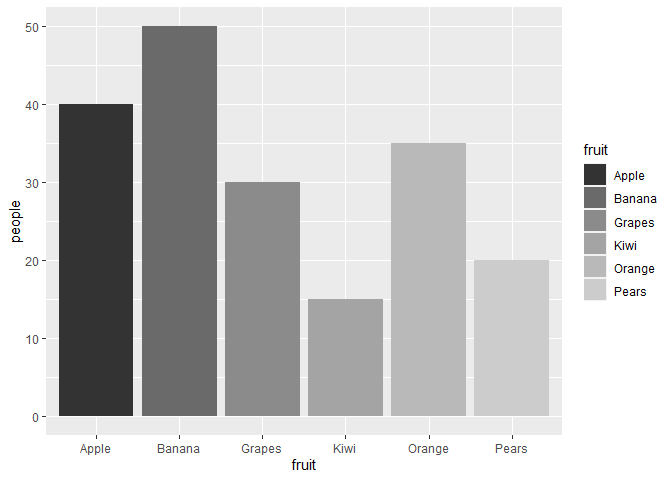 people
50
40
30
20
10
0
Apple Banana Grapes Kiwi Orange Pears
fruit
fruit
Apple
Banana
Grapes
Kiwi
Orange
Pears